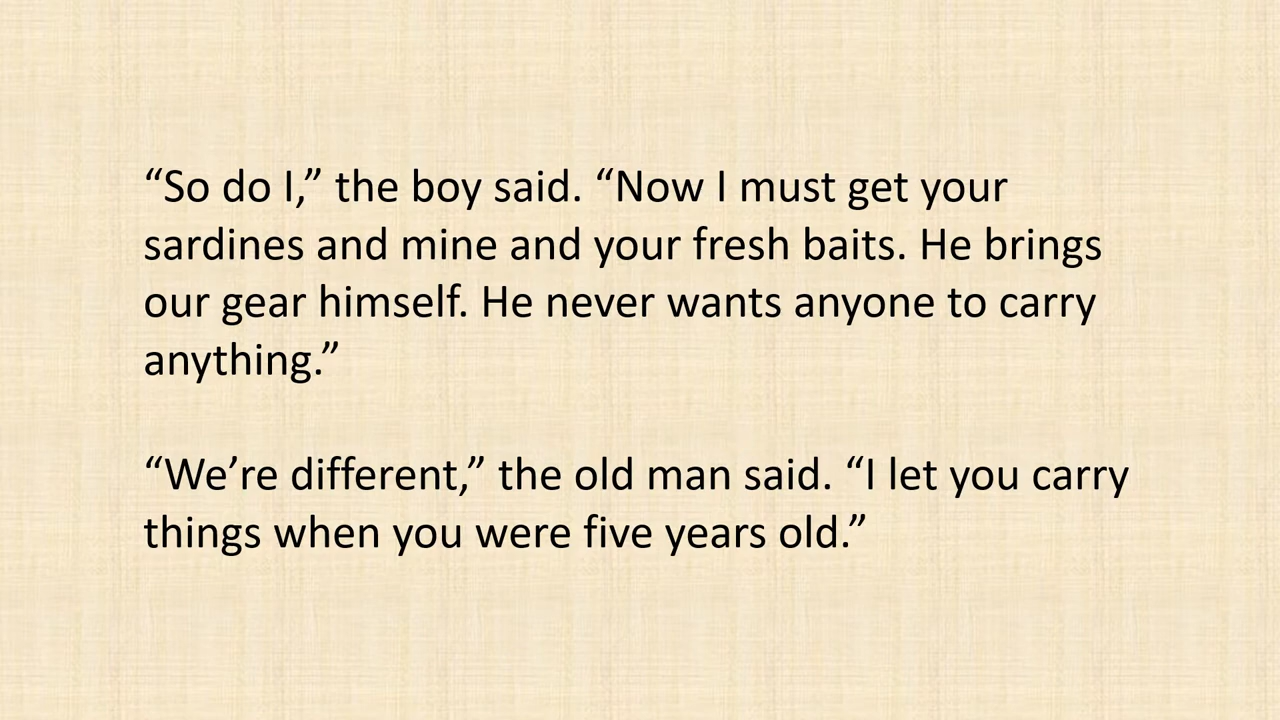 “So do I,” the boy said. “Now I must get your
sardines and mine and your fresh baits. He brings
our gear himself. He never wants anyone to carry
anything.”
“We’re different,” the old man said. “I let you carry
things when you were five years old.”